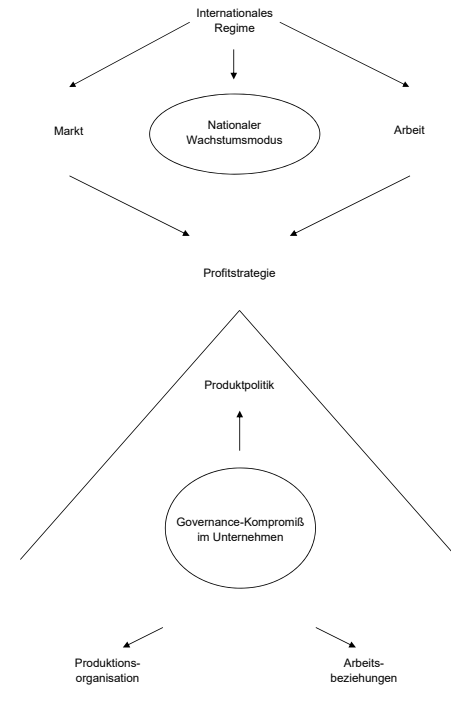 Internationales
Regime
Markt
Nationaler
Wachstumsmodus
Arbeit
Profitstrategie
Produktpolitik
Governance-Kompromiß
im Unternehmen
Produktions-
organisation
Arbeits-
beziehungen